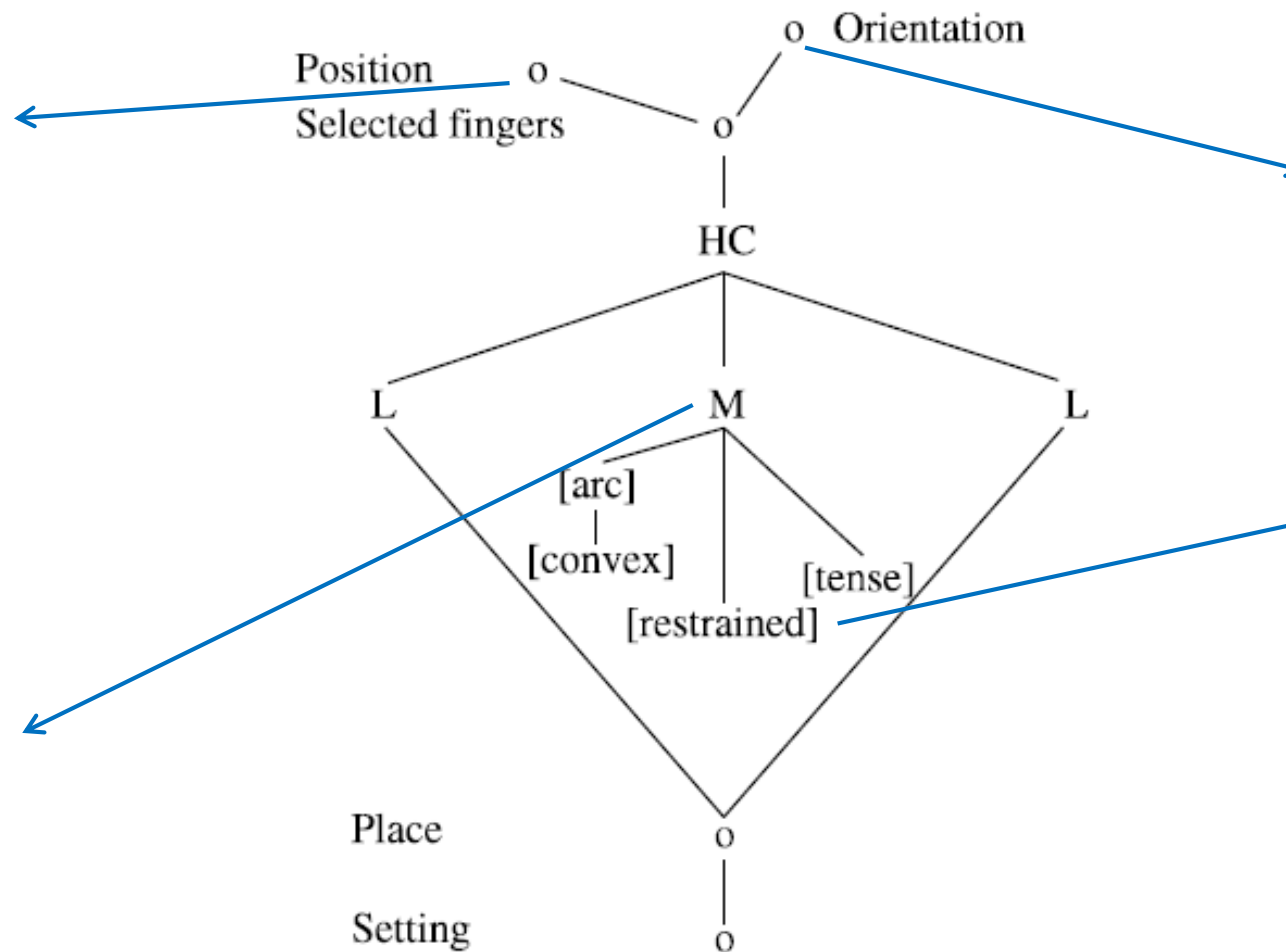 o Orientation
Position o
Selected fingers
o
HC
L M L
[arc]
[convex]
[tense]
[restrained]
Place o
Setting o